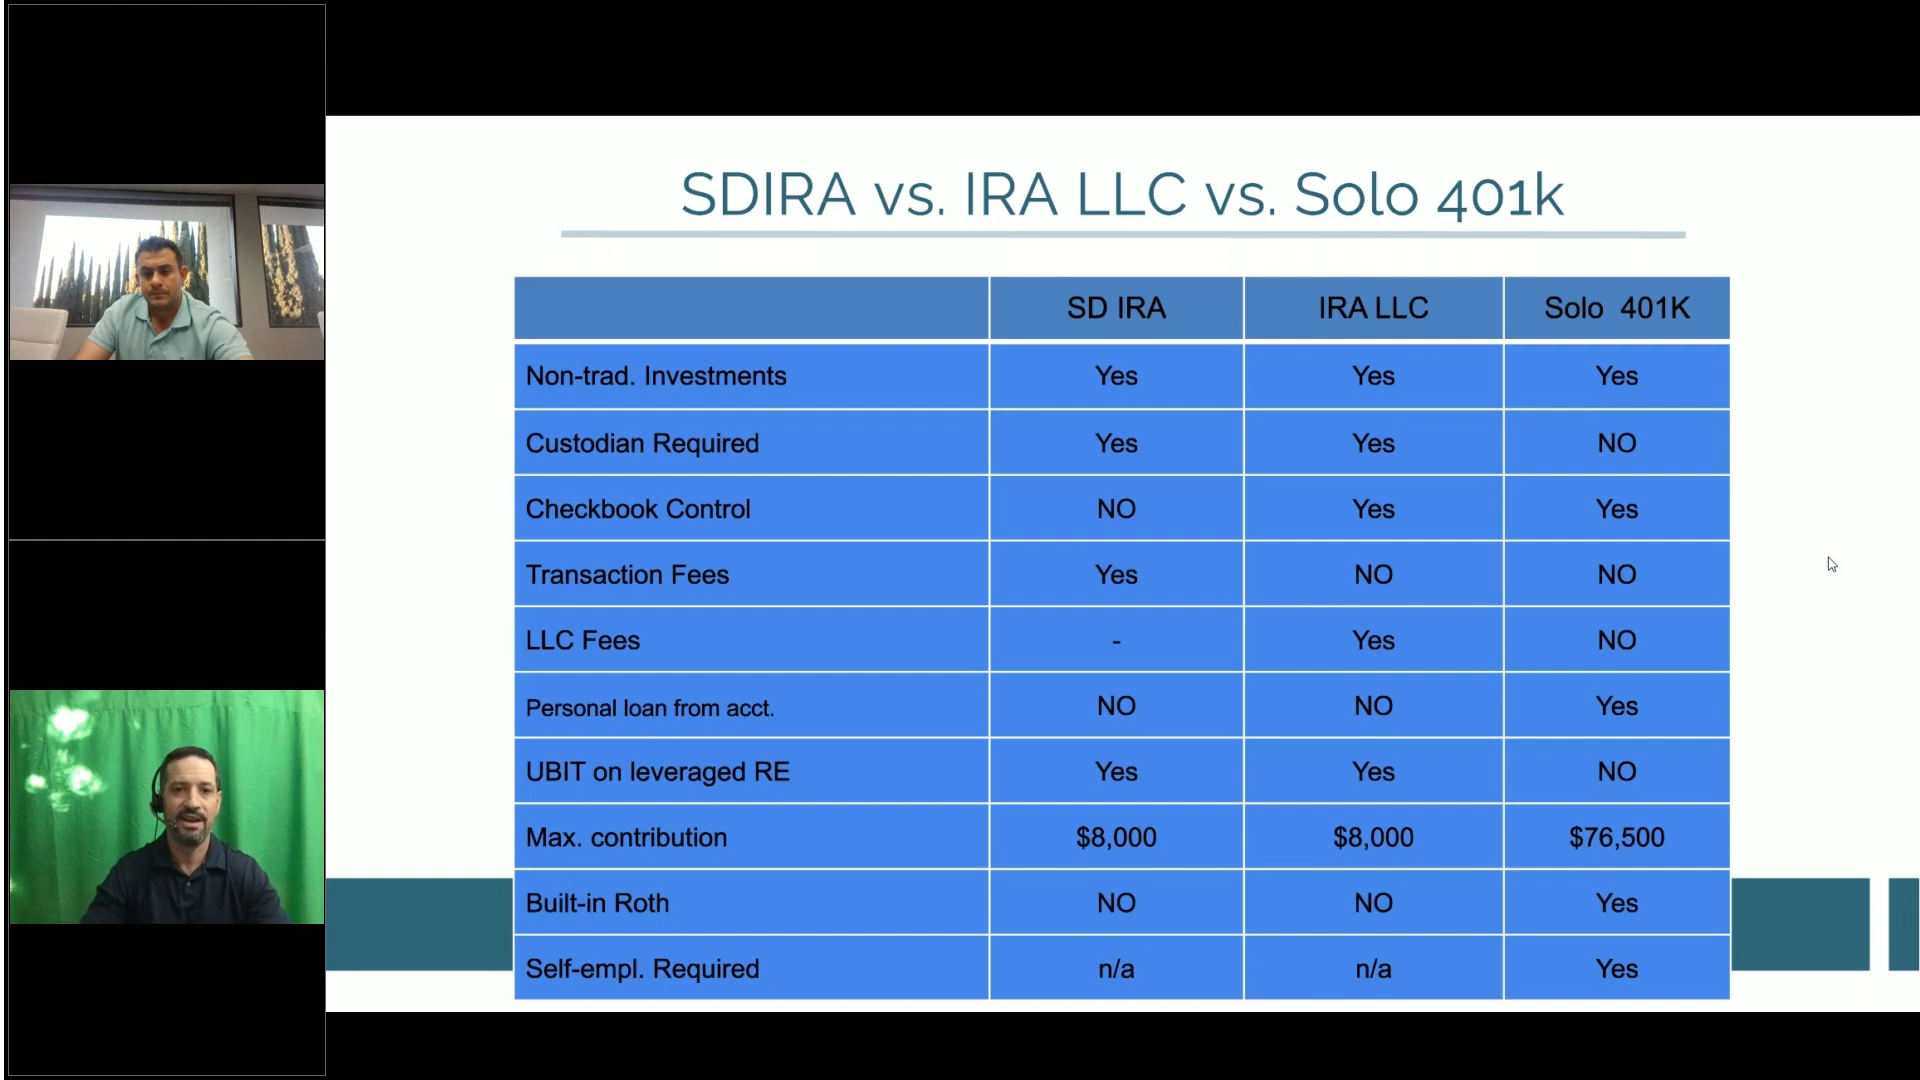 SDIRA vs. IRA LLC vs. Solo 401k
SD IRA IRA LLC Solo 401K
Non-trad. Investments Yes Yes Yes
Custodian Required Yes Yes NO
Checkbook Control NO Yes Yes
Transaction Fees Yes NO NO
LLC Fees - Yes NO
Personal loan from acct. NO NO Yes
UBIT on leveraged RE Yes Yes NO
Max. contribution $8,000 $8,000 $76,500
Built-in Roth NO NO Yes
Self-empl. Required n/a n/a Yes